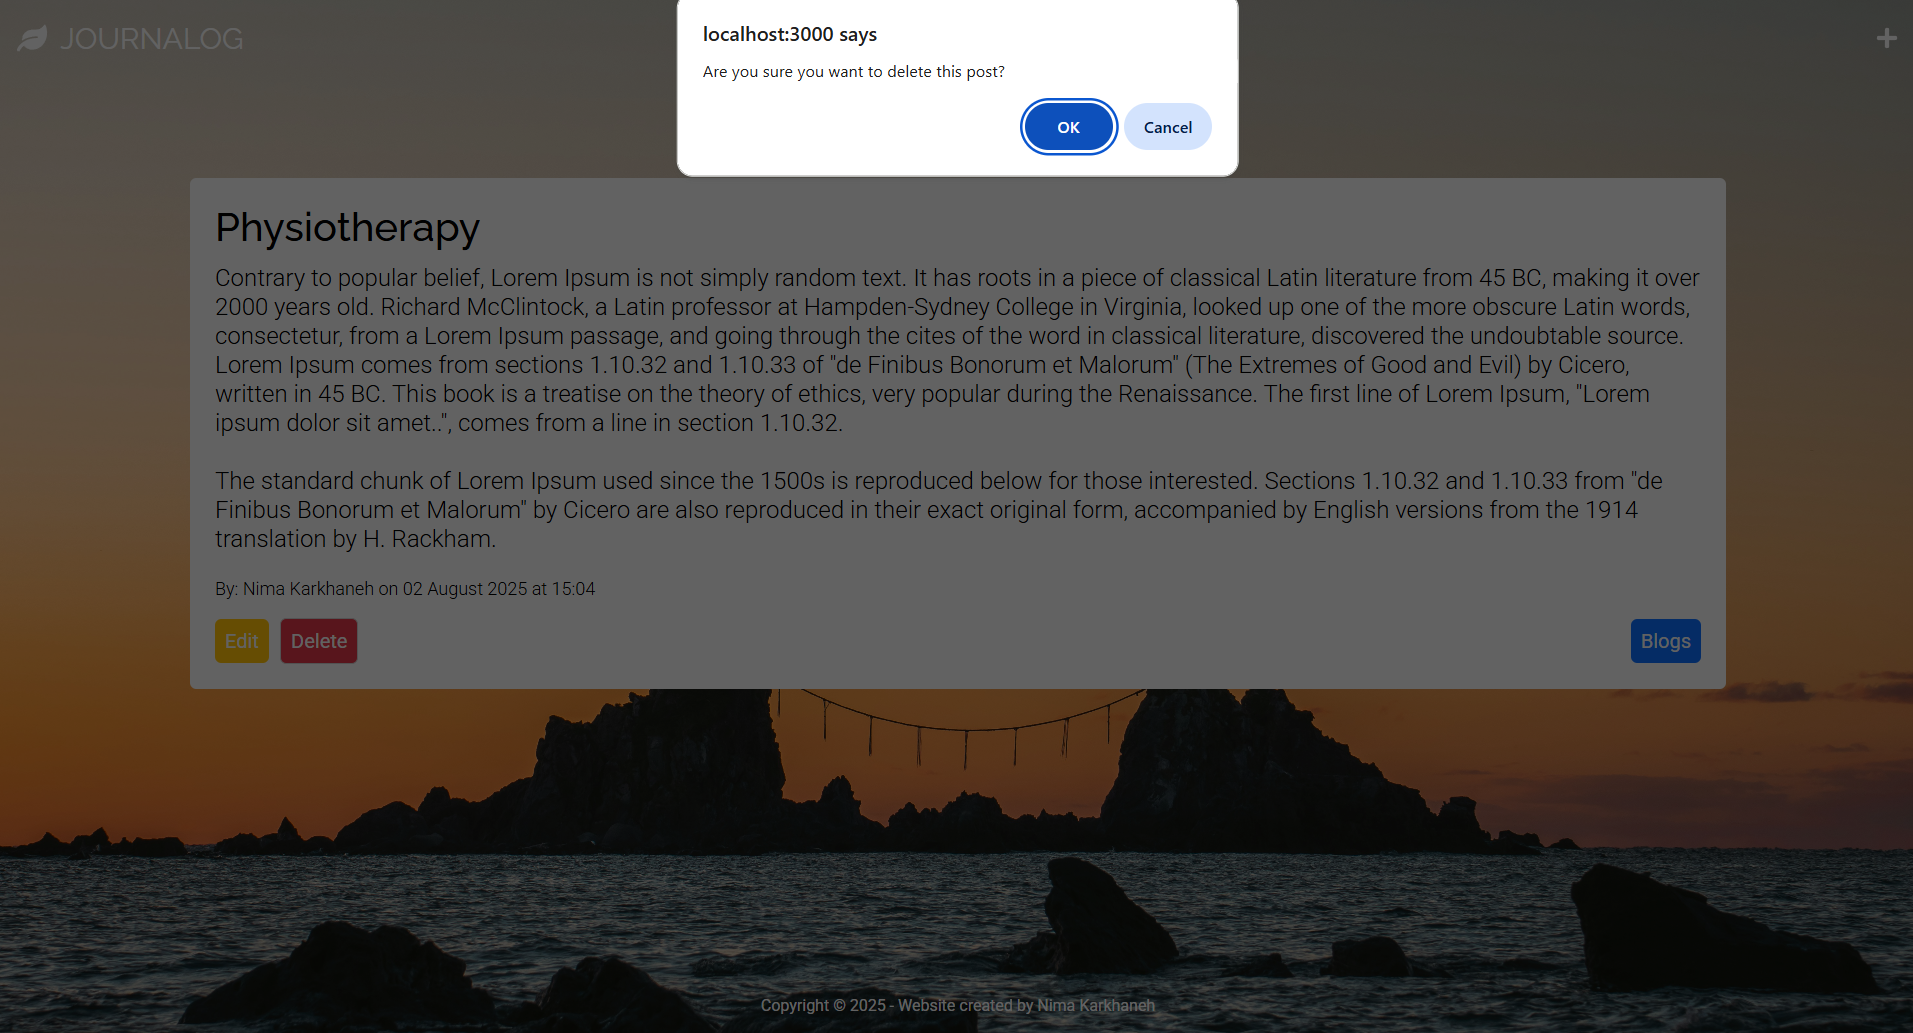 JOURNALOG
localhost:3000 says
Are you sure you want to delete this post?
OK
Cancel
Physiotherapy
Contrary to popular belief, Lorem Ipsum is not simply random text. It has roots in a piece of classical Latin literature from 45 BC, making it over
2000 years old. Richard McClintock, a Latin professor at Hampden-Sydney College in Virginia, looked up one of the more obscure Latin words,
consectetur, from a Lorem Ipsum passage, and going through the cites of the word in classical literature, discovered the undoubtable source.
Lorem Ipsum comes from sections 1.10.32 and 1.10.33 of "de Finibus Bonorum et Malorum" (The Extremes of Good and Evil) by Cicero,
written in 45 BC. This book is a treatise on the theory of ethics, very popular during the Renaissance. The first line of Lorem Ipsum, "Lorem
ipsum dolor sit amet..", comes from a line in section 1.10.32.
The standard chunk of Lorem Ipsum used since the 1500s is reproduced below for those interested. Sections 1.10.32 and 1.10.33 from "de
Finibus Bonorum et Malorum" by Cicero are also reproduced in their exact original form, accompanied by English versions from the 1914
translation by H. Rackham.
By: Nima Karkhaneh on 02 August 2025 at 15:04
Edit
Delete
Blogs
Copyright © 2025 - Website created by Nima Karkhaneh